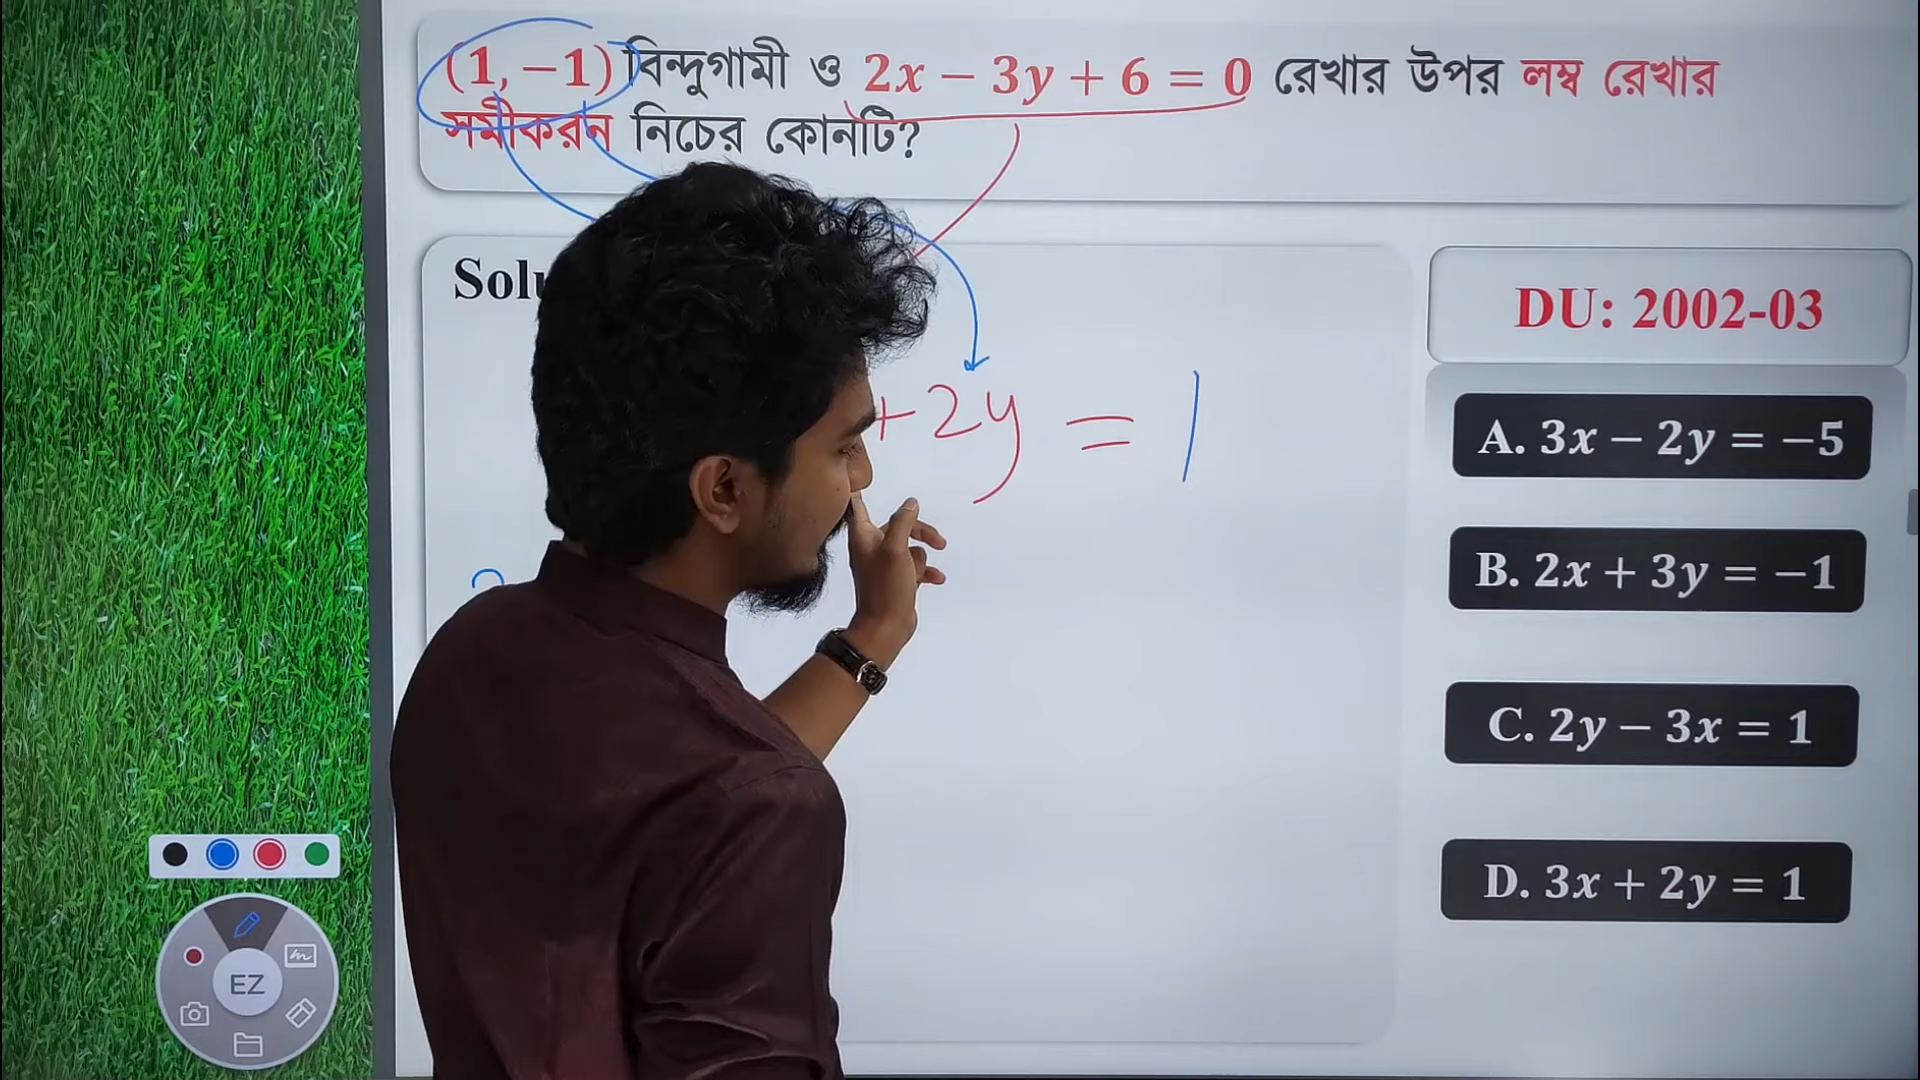 (1, −1) বিন্দুগামী ও 2x − 3y + 6 = 0 রেখার উপর লম্ব রেখার
সমীকরন নিচের কোনটি?
DU: 2002-03
+2y = 1
A. 3x − 2y = −5
B. 2x + 3y = −1
C. 2y − 3x = 1
D. 3x + 2y = 1
EZ